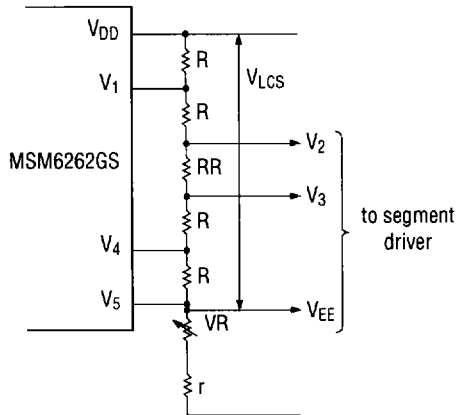 VDD
R
V1
VLCS
R
V2
MSM6262GS
RR
V3
R
to segment
driver
V4
R
V5
VR
VEE
r